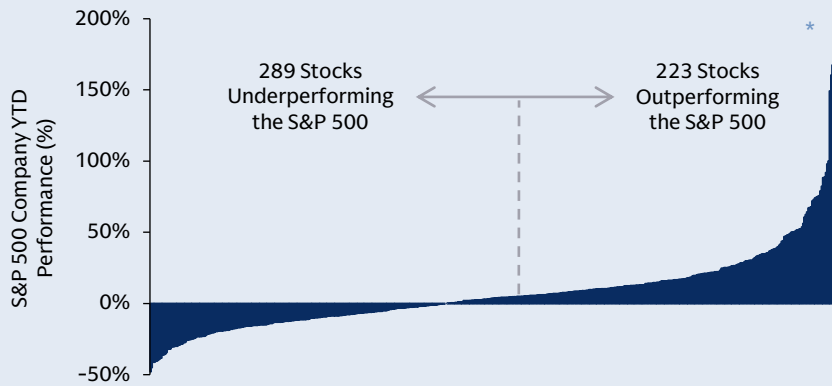 200%
*
150%
100%
50%
0%
-50%
S&P 500 Company YTD
Performance (%)
289 Stocks
Underperforming
the S&P 500
223 Stocks
Outperforming
the S&P 500